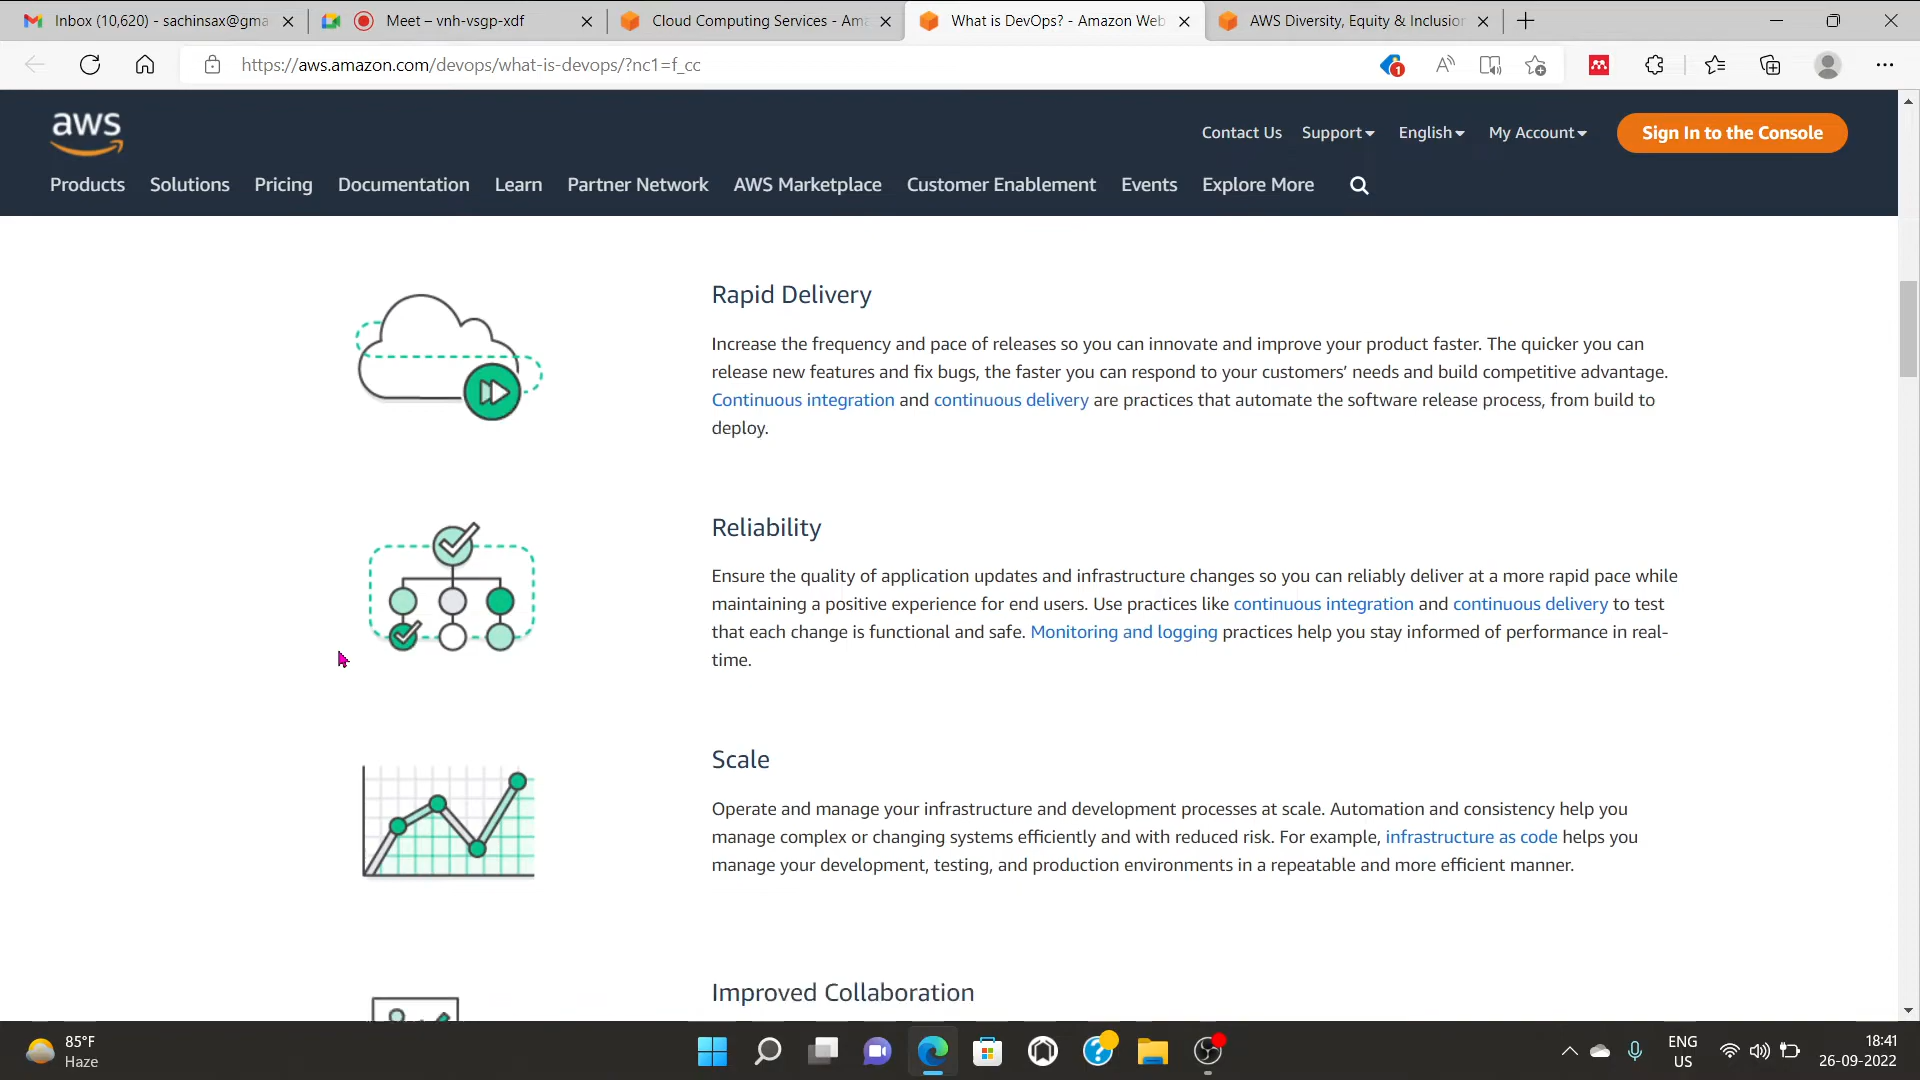 Inbox (10,620) - sachinsax@gma
Meet – vnh-vsgp-xdf
Cloud Computing Services - Ama
What is DevOps? - Amazon Web
AWS Diversity, Equity & Inclusion
https://aws.amazon.com/devops/what-is-devops/?nc1=f_cc
1
aws
Contact Us
Support
English
My Account
Sign In to the Console
Products
Solutions
Pricing
Documentation
Learn
Partner Network
AWS Marketplace
Customer Enablement
Events
Explore More
Rapid Delivery
Increase the frequency and pace of releases so you can innovate and improve your product faster. The quicker you can
release new features and fix bugs, the faster you can respond to your customers’ needs and build competitive advantage.
Continuous integration and continuous delivery are practices that automate the software release process, from build to
deploy.
Reliability
Ensure the quality of application updates and infrastructure changes so you can reliably deliver at a more rapid pace while
maintaining a positive experience for end users. Use practices like continuous integration and continuous delivery to test
that each change is functional and safe. Monitoring and logging practices help you stay informed of performance in real-
time.
Scale
Operate and manage your infrastructure and development processes at scale. Automation and consistency help you
manage complex or changing systems efficiently and with reduced risk. For example, infrastructure as code helps you
manage your development, testing, and production environments in a repeatable and more efficient manner.
Improved Collaboration
85°F
Haze
ENG
US
18:41
26-09-2022